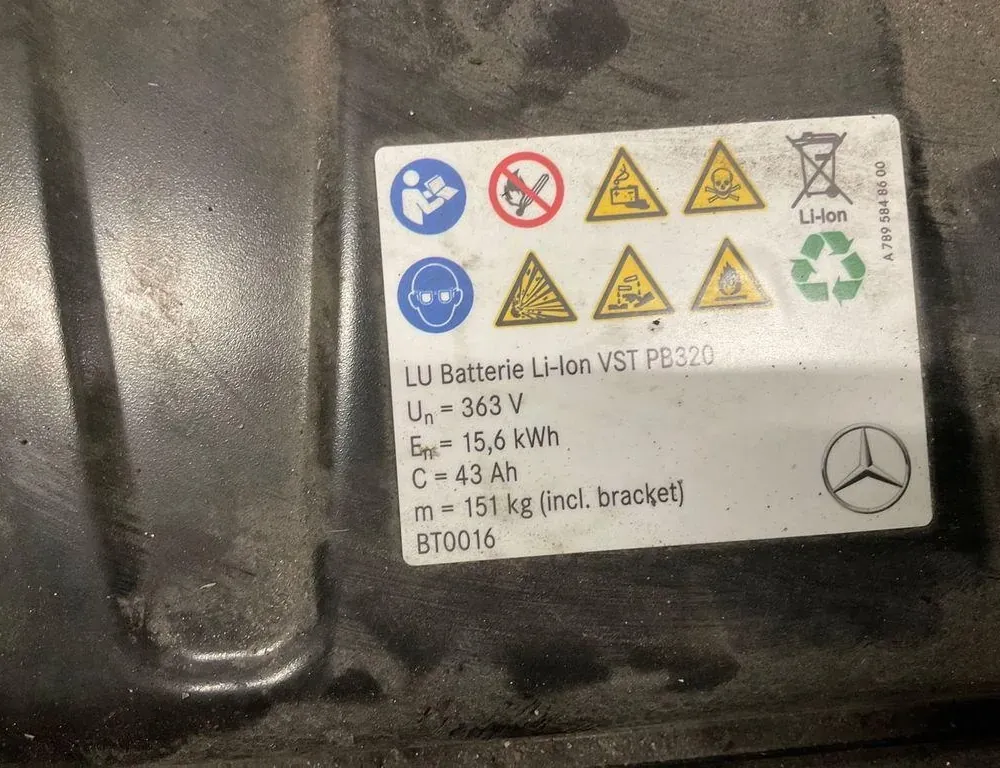 Li-Ion
A 789 584 86 00
LU Batterie Li-Ion VST PB320
Un = 363 V
En = 15,6 kWh
C = 43 Ah
m = 151 kg (incl. bracket)
BT0016